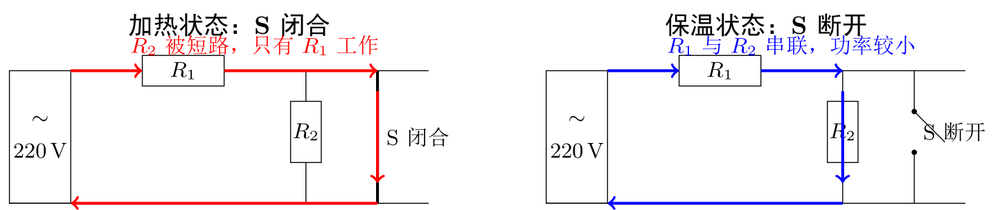 加热状态：S 闭合
R₂ 被短路，只有 R₁ 工作
R₁
R₂
S 闭合
~
220 V
保温状态：S 断开
R₁ 与 R₂ 串联，功率较小
R₁
R₂
S 断开
~
220 V